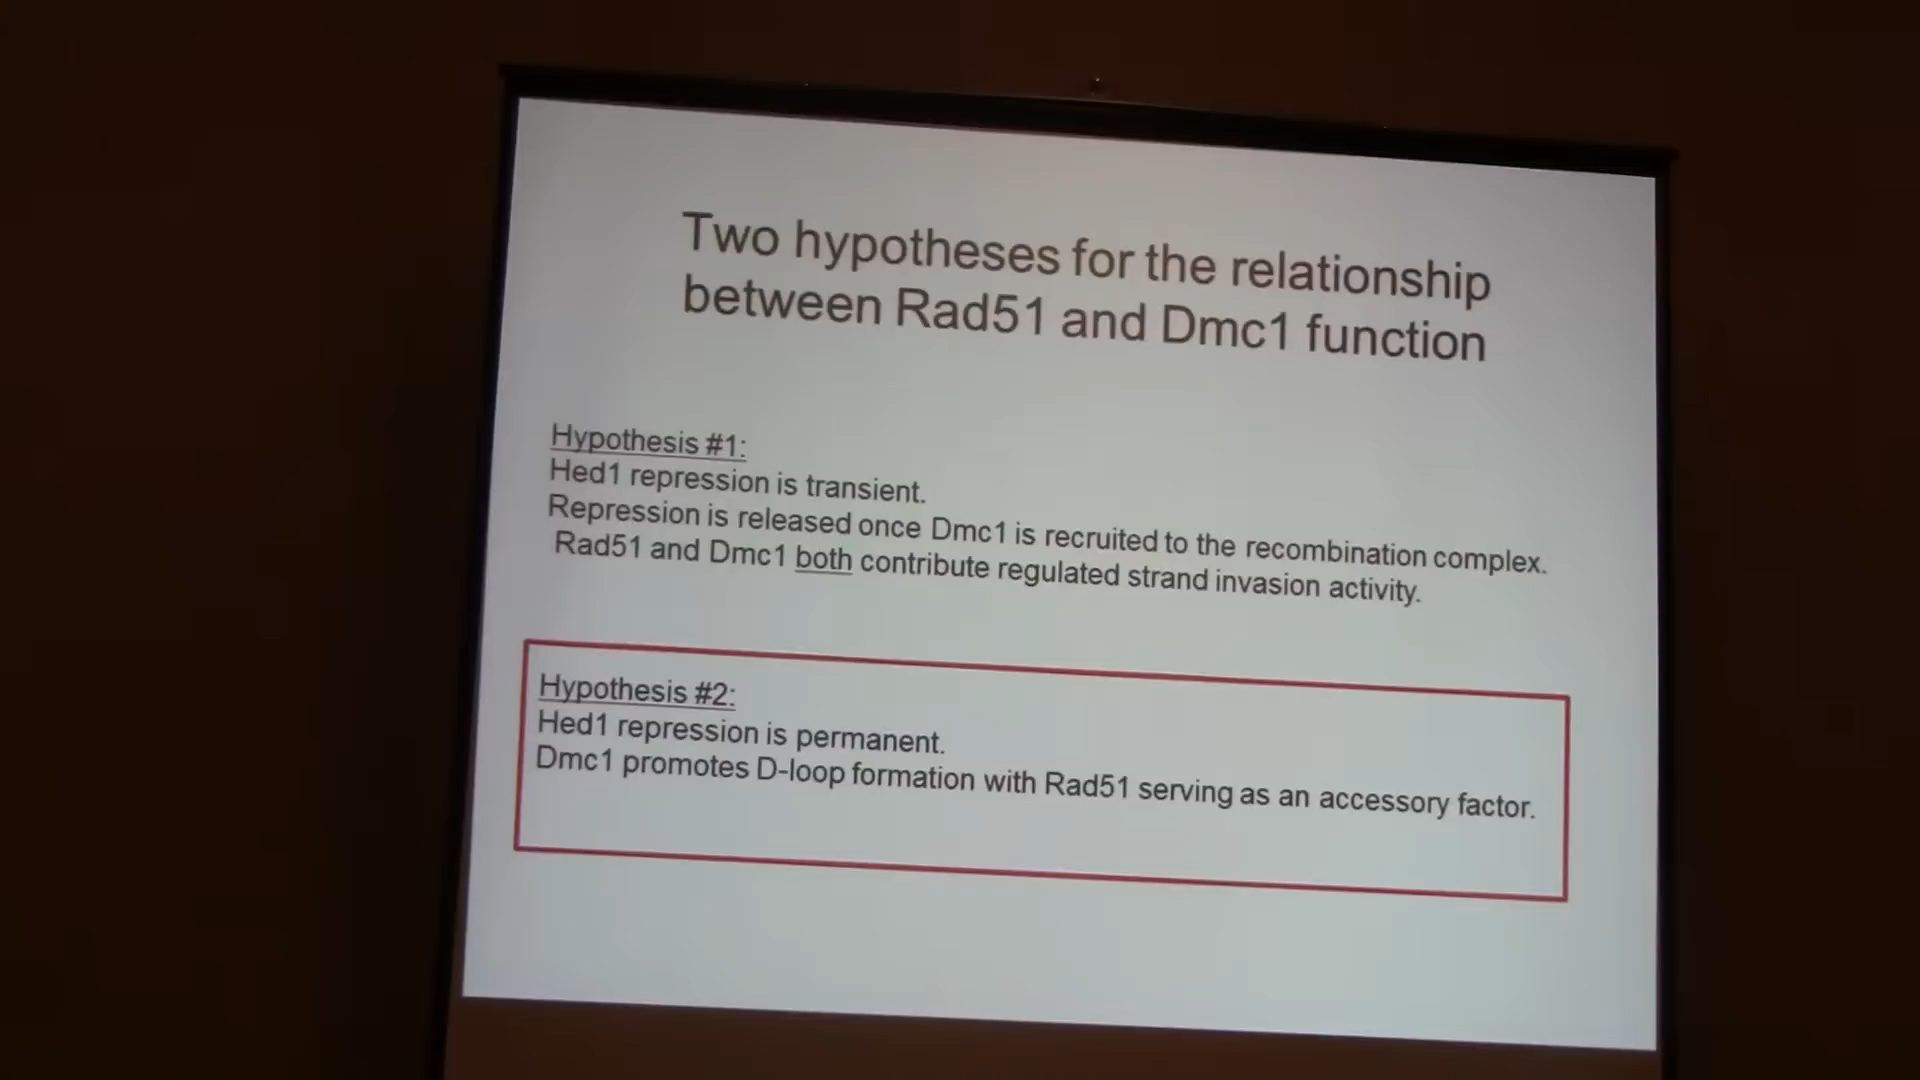 Two hypotheses for the relationship
between Rad51 and Dmc1 function
Hypothesis #1:
Hed1 repression is transient.
Repression is released once Dmc1 is recruited to the recombination complex.
Rad51 and Dmc1 both contribute regulated strand invasion activity.
Hypothesis #2:
Hed1 repression is permanent.
Dmc1 promotes D-loop formation with Rad51 serving as an accessory factor.